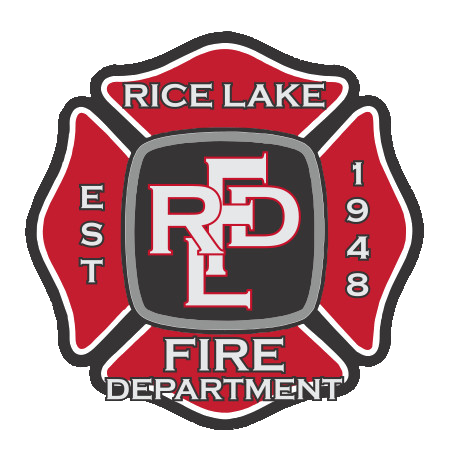 RICE LAKE
EST
1948
RFD
L
FIRE
DEPARTMENT